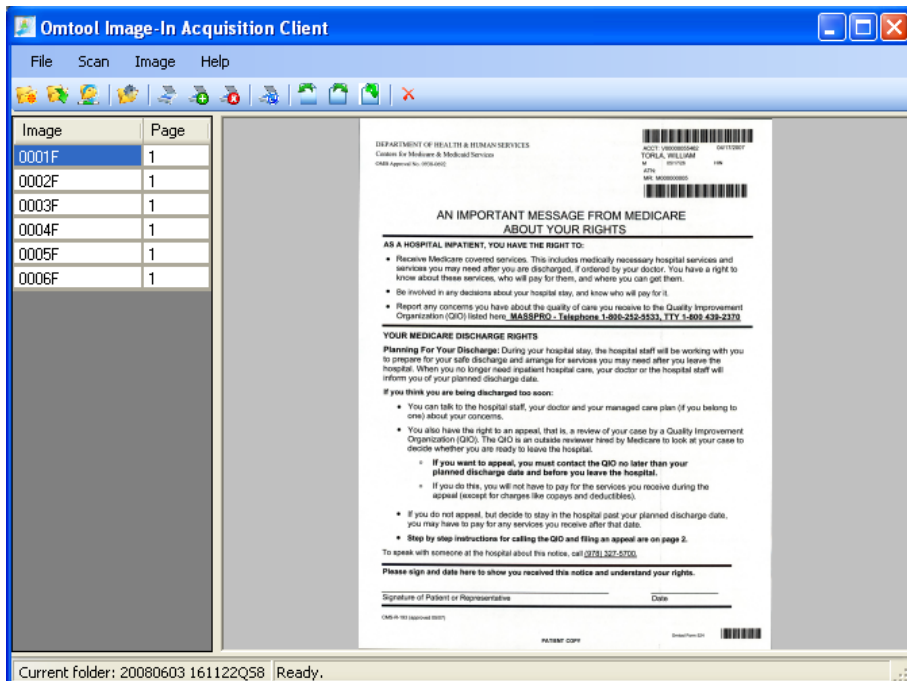 Omtool Image-In Acquisition Client
File Scan Image Help
Image Page
0001F 1
0002F 1
0003F 1
0004F 1
0005F 1
0006F 1
DEPARTMENT OF HEALTH & HUMAN SERVICES
Centers for Medicare & Medicaid Services
OMB Approval No. 0938-0692
04/17/2007
TORLA, WILLIAM
M
ATN:
AN IMPORTANT MESSAGE FROM MEDICARE
ABOUT YOUR RIGHTS
AS A HOSPITAL INPATIENT, YOU HAVE THE RIGHT TO:
• Receive Medicare covered services. This includes medically necessary hospital services and
services you may need after you are discharged, if ordered by your doctor. You have a right to
know about these services, who will pay for them, and where you can get them.
• Be involved in any decisions about your hospital stay, and know who will pay for it.
• Report any concerns you have about the quality of care you receive to the Quality Improvement
Organization (QIO) listed here MASSPRO - Telephone 1-800-252-5533, TTY 1-800 439-2370
YOUR MEDICARE DISCHARGE RIGHTS
Planning For Your Discharge: During your hospital stay, the hospital staff will be working with you
to prepare for your safe discharge and arrange for services you may need after you leave the
hospital. When you no longer need inpatient hospital care, your doctor or the hospital staff will
inform you of your planned discharge date.
If you think you are being discharged too soon:
• You can talk to the hospital staff, your doctor and your managed care plan (if you belong to
one) about your concerns.
• You also have the right to an appeal, that is, a review of your case by a Quality Improvement
Organization (QIO). The QIO is an outside reviewer hired by Medicare to look at your case to
decide whether you are ready to leave the hospital.
If you want to appeal, you must contact the QIO no later than your
planned discharge date and before you leave the hospital.
If you do this, you will not have to pay for the services you receive during the
appeal (except for charges like copays and deductibles).
• If you do not appeal, but decide to stay in the hospital past your planned discharge date,
you may have to pay for any services you receive after that date.
• Step by step instructions for calling the QIO and filing an appeal are on page 2.
To speak with someone at the hospital about this notice, call (978) 327-5700.
Please sign and date here to show you received this notice and understand your rights.
Signature of Patient or Representative Date
PATIENT COPY
Current folder: 20080603 161122Q58 Ready.